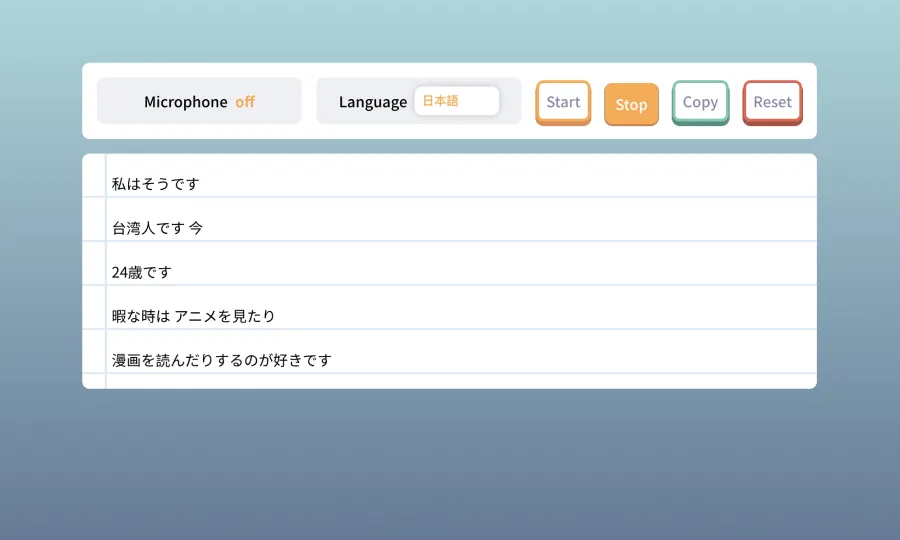 Microphone off Language 日本語 Start Stop Copy Reset
私はそうです
台湾人です 今
24歳です
暇な時は アニメを見たり
漫画を読んだりするのが好きです